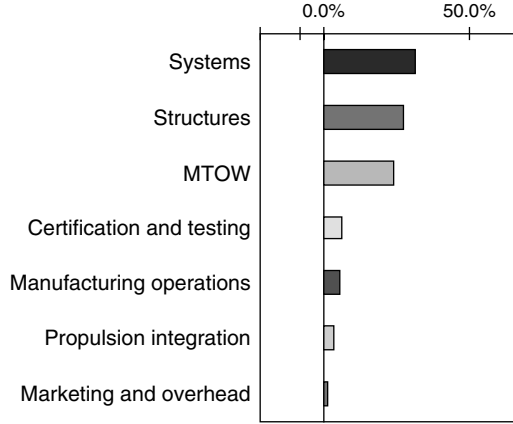 0.0% 50.0%
Systems
Structures
MTOW
Certification and testing
Manufacturing operations
Propulsion integration
Marketing and overhead